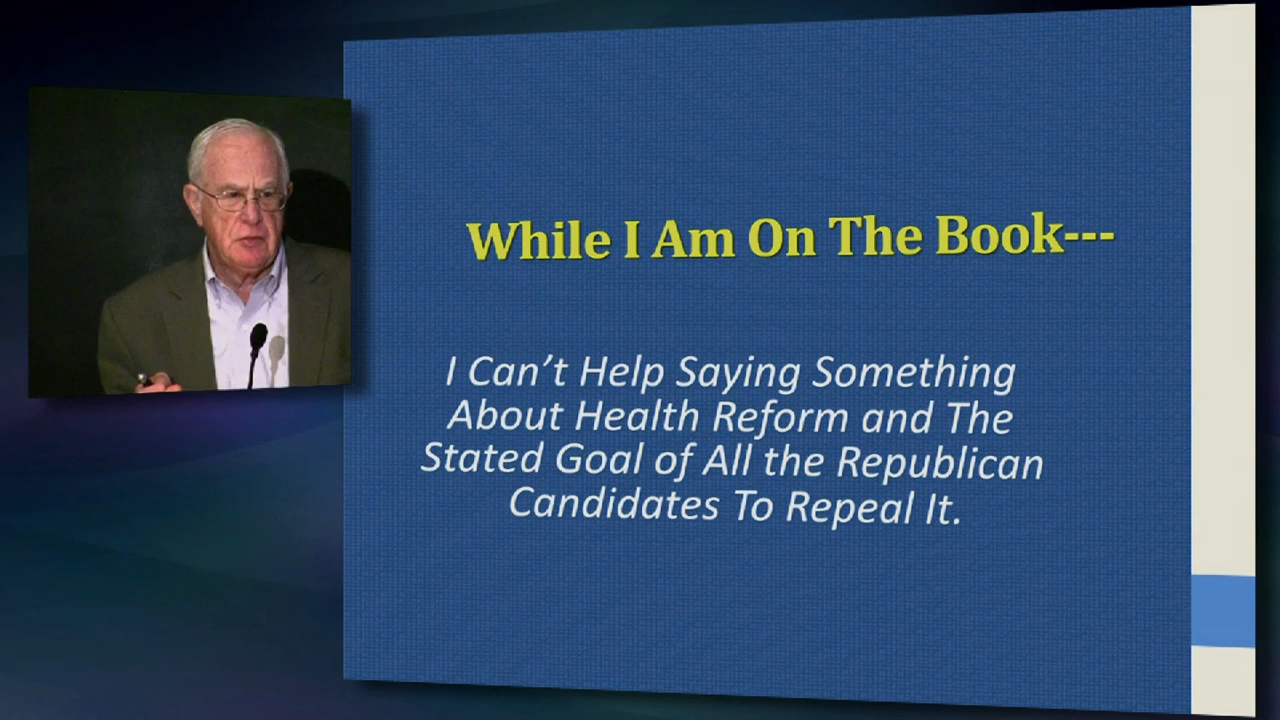 While I Am On The Book---
I Can’t Help Saying Something
About Health Reform and The
Stated Goal of All the Republican
Candidates To Repeal It.